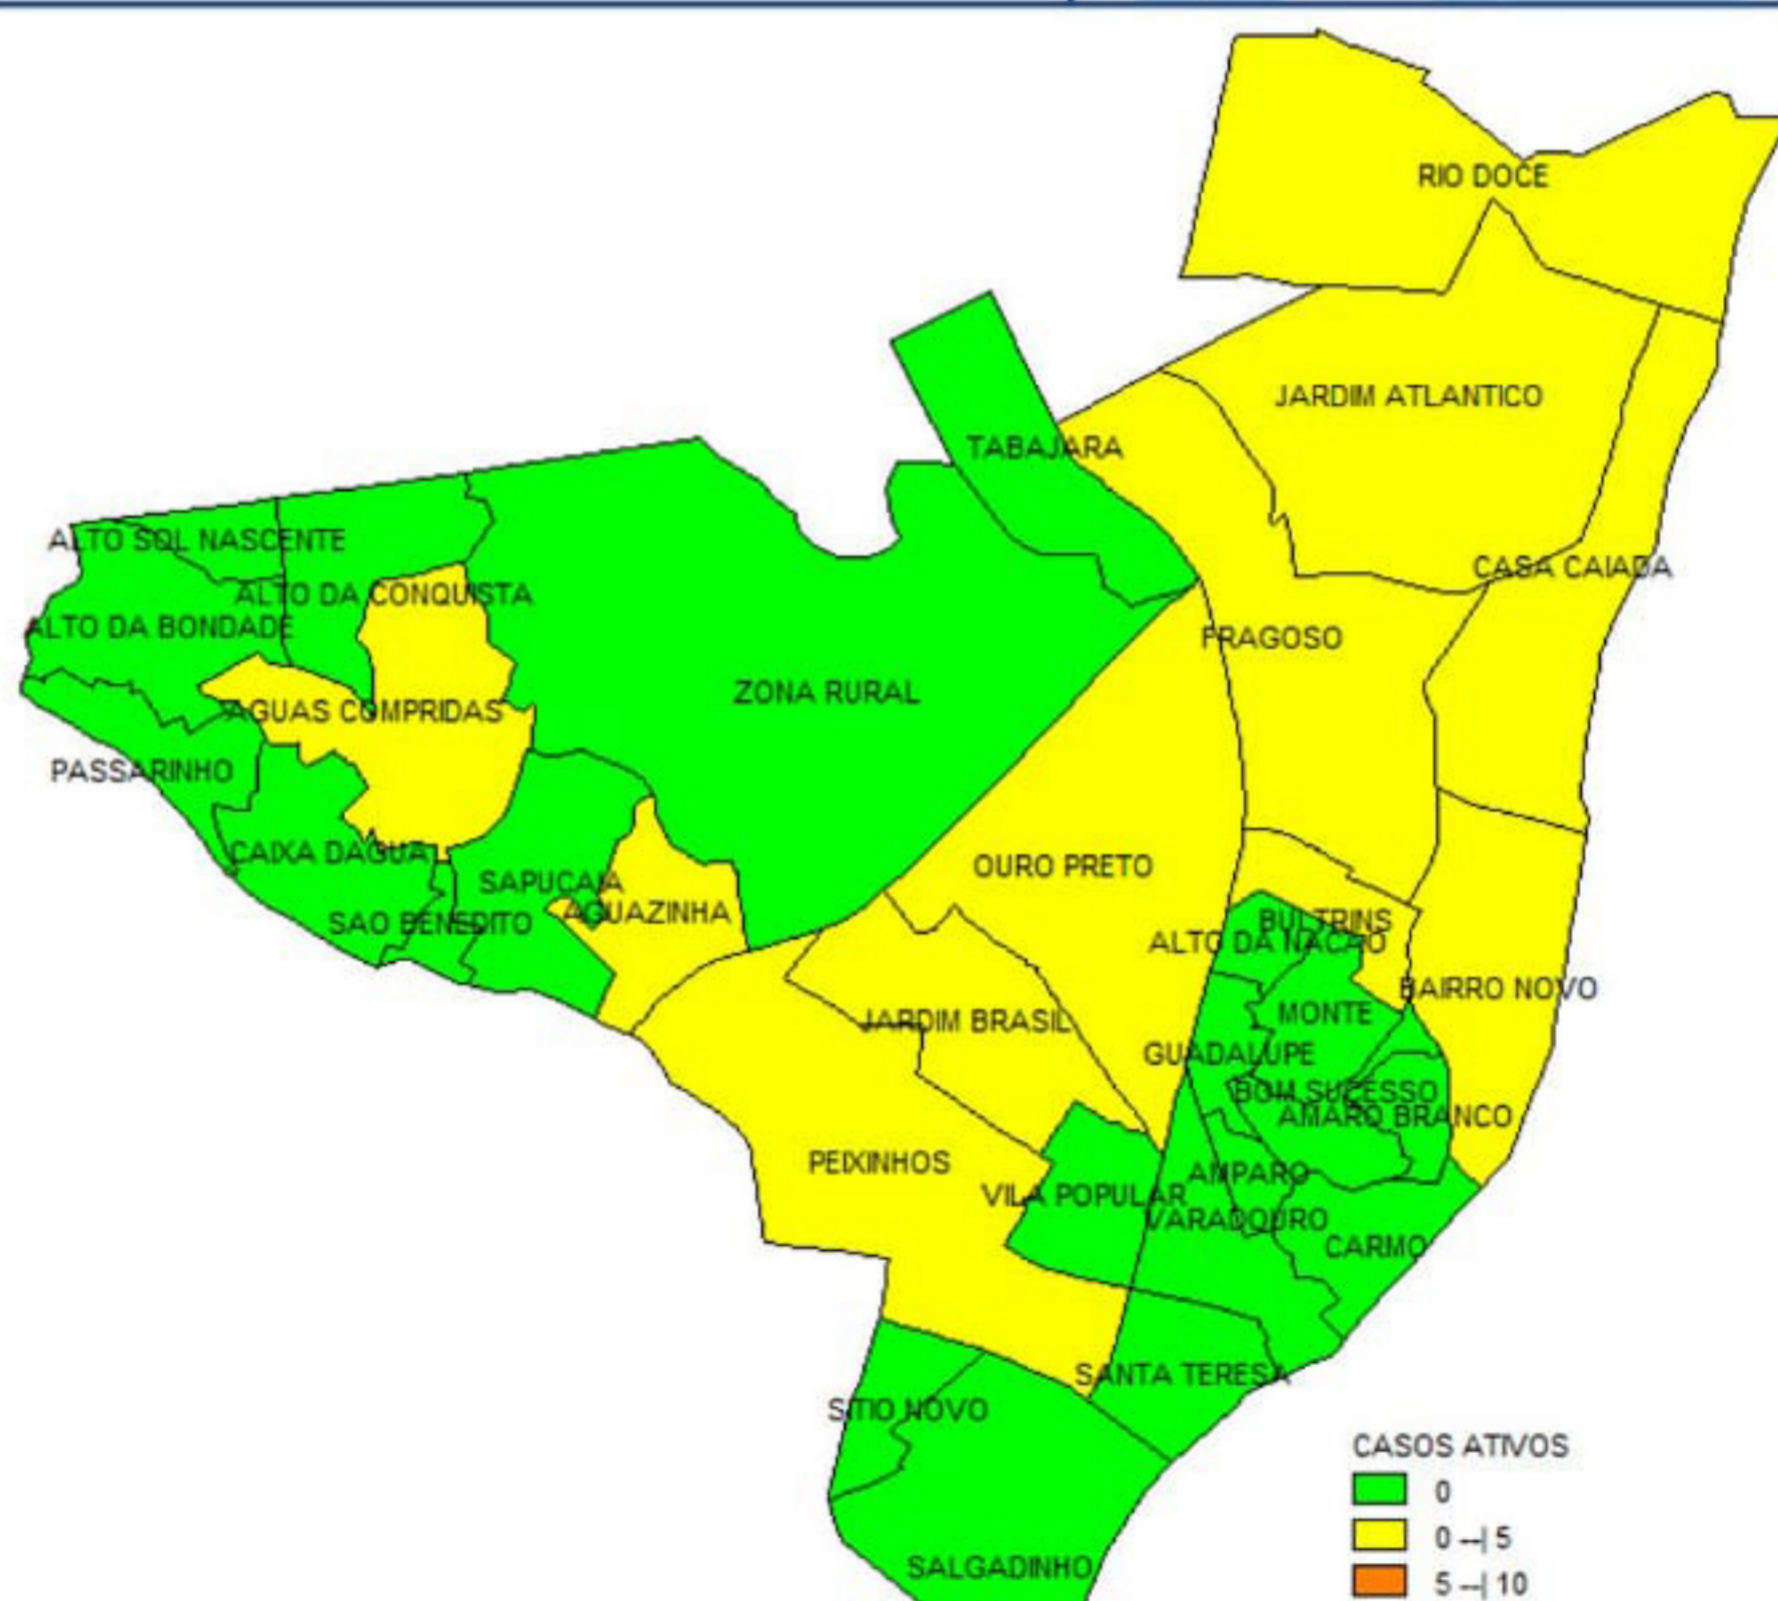 RIO DOCE
JARDIM ATLANTICO
TABAJARA
ALTO SOL NASCENTE
CASA CAIADA
ALTO DA CONQUISTA
ALTO DA BONDADE
FRAGOSO
ZONA RURAL
AGUAS COMPRIDAS
PASSARINHO
CAIXA DAGUA
OURO PRETO
SAPUCAIA
AGUAZINHA
SAO BENEDITO
BULTRINS
ALTO DA NACAO
BAIRRO NOVO
MONTE
JARDIM BRASIL
GUADALUPE
BOM SUCESSO
AMARO BRANCO
PEIXINHOS
AMPARO
VILA POPULAR
VARADOURO
CARMO
SANTA TERESA
SITIO NOVO
SALGADINHO
CASOS ATIVOS
0
0 --| 5
5 --| 10